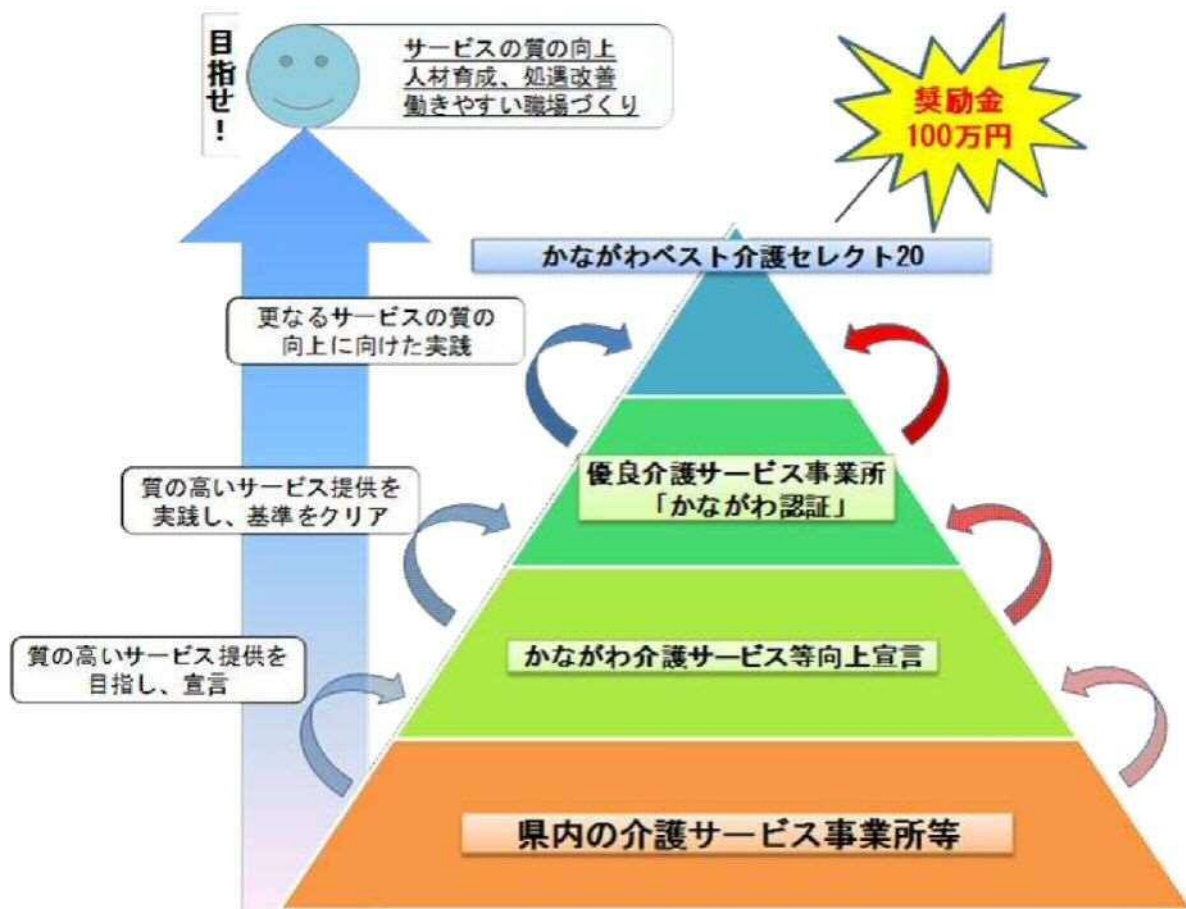 目指せ！
サービスの質の向上
人材育成、処遇改善
働きやすい職場づくり
奨励金
100万円
かながわベスト介護セレクト20
更なるサービスの質の
向上に向けた実践
優良介護サービス事業所
「かながわ認証」
質の高いサービス提供を
実践し、基準をクリア
かながわ介護サービス等向上宣言
質の高いサービス提供を
目指し、宣言
県内の介護サービス事業所等